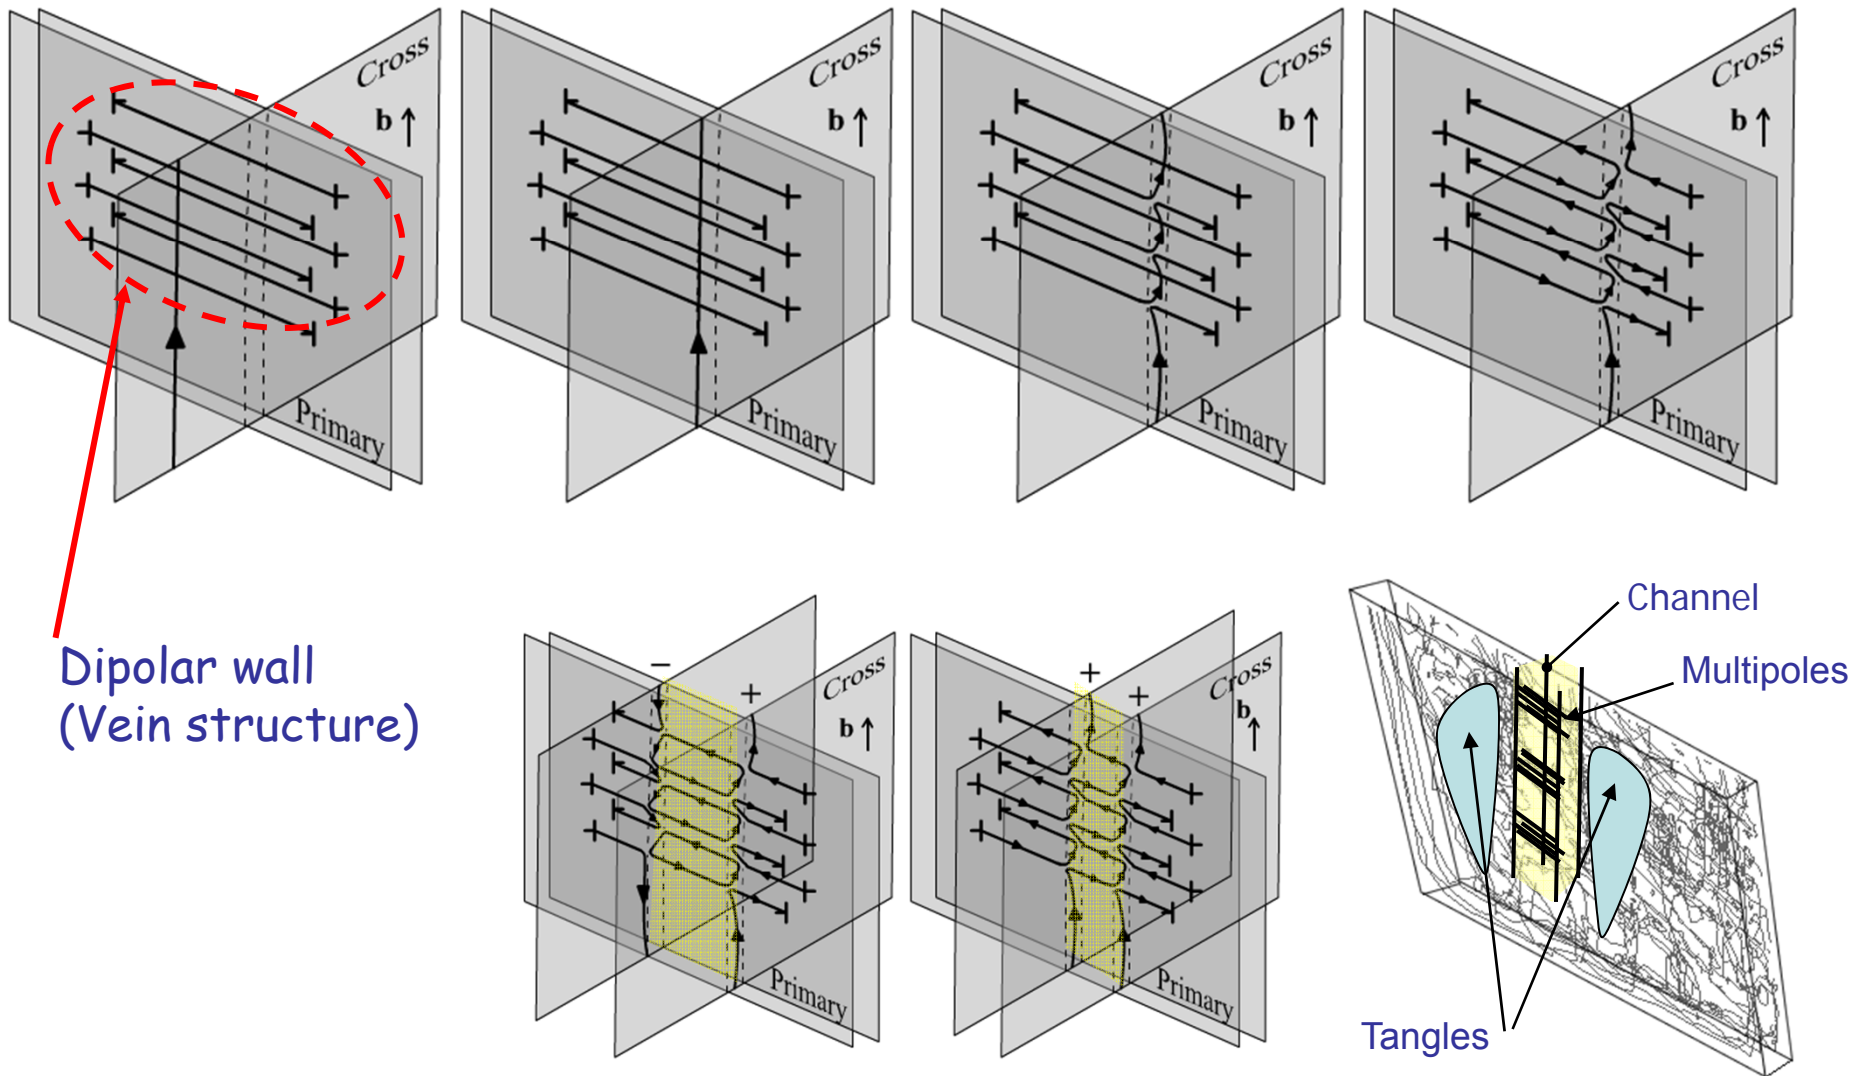 Cross
b
Primary
Cross
b
Primary
Cross
b
Primary
Cross
b
Primary
Dipolar wall
(Vein structure)
−
+
Cross
b
Primary
+
+
Cross
b
Primary
Channel
Multipoles
Tangles